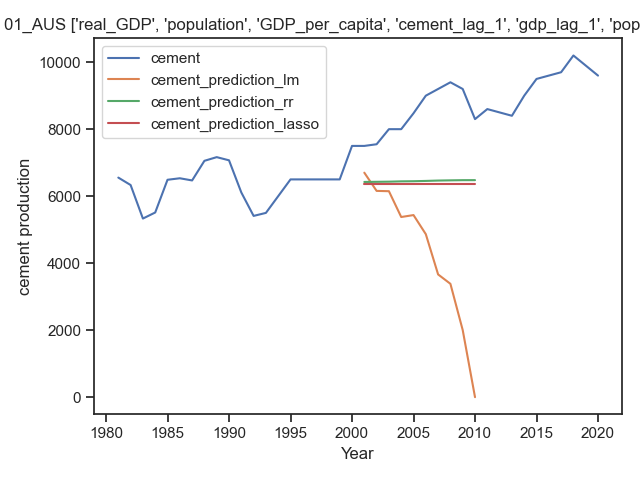 01_AUS ['real_GDP', 'population', 'GDP_per_capita', 'cement_lag_1', 'gdp_lag_1', 'pop
cement
cement_prediction_lm
cement_prediction_rr
cement_prediction_lasso
cement production
10000
8000
6000
4000
2000
0
1980 1985 1990 1995 2000 2005 2010 2015 2020
Year